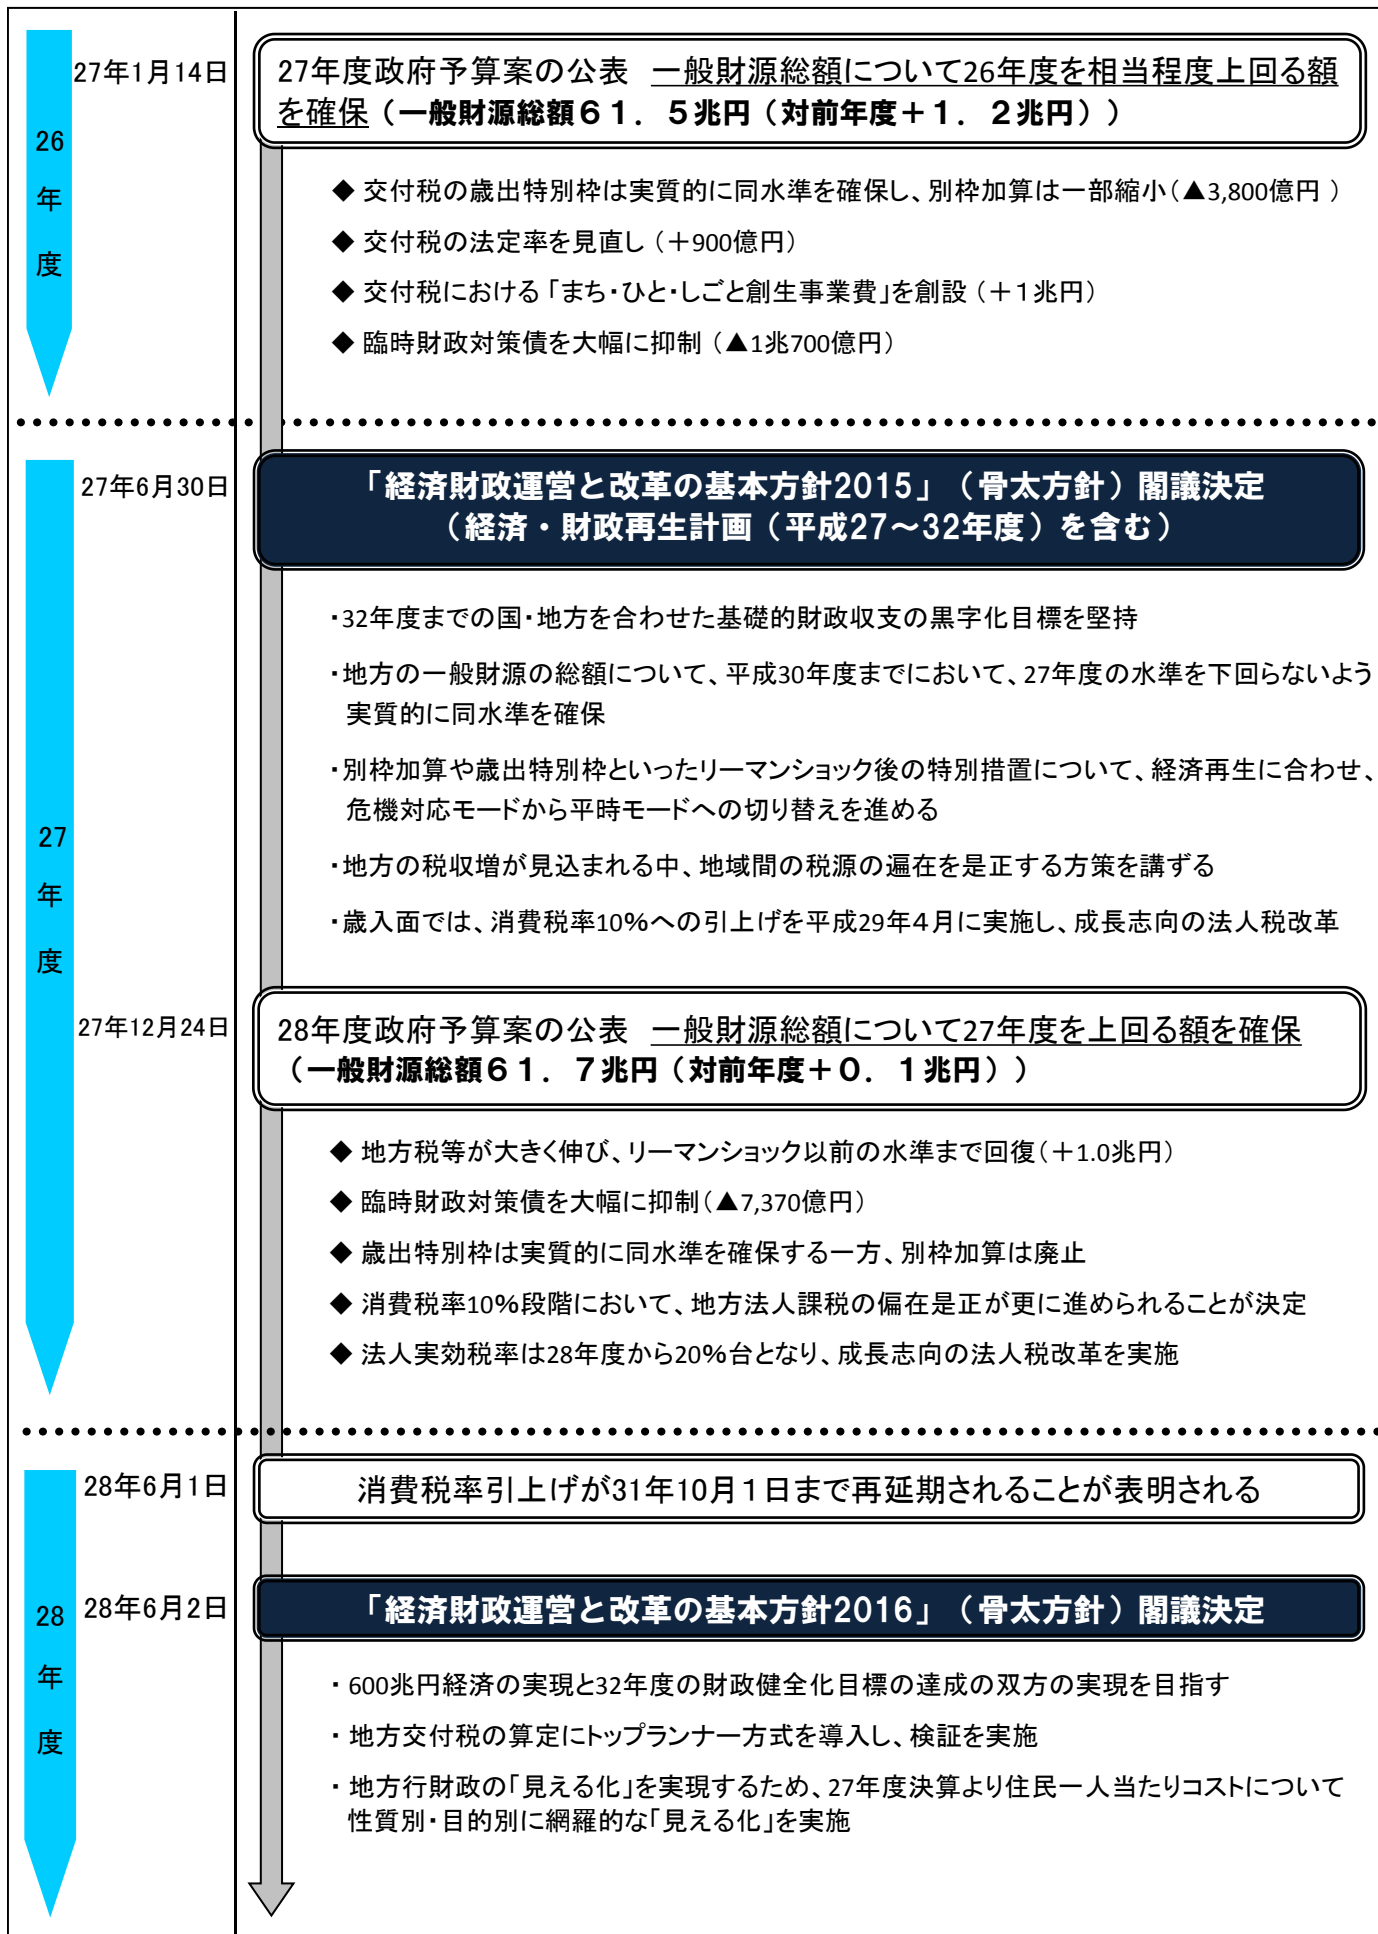 26
年
度
27年1月14日
27年度政府予算案の公表　一般財源総額について26年度を相当程度上回る額
を確保（一般財源総額６１．５兆円（対前年度＋１．２兆円））
◆ 交付税の歳出特別枠は実質的に同水準を確保し、別枠加算は一部縮小（▲3,800億円 ）
◆ 交付税の法定率を見直し（＋900億円）
◆ 交付税における「まち・ひと・しごと創生事業費」を創設（＋１兆円）
◆ 臨時財政対策債を大幅に抑制（▲1兆700億円）
27
年
度
27年6月30日
「経済財政運営と改革の基本方針2015」（骨太方針）閣議決定
（経済・財政再生計画（平成27～32年度）を含む）
・32年度までの国・地方を合わせた基礎的財政収支の黒字化目標を堅持
・地方の一般財源の総額について、平成30年度までにおいて、27年度の水準を下回らないよう
実質的に同水準を確保
・別枠加算や歳出特別枠といったリーマンショック後の特別措置について、経済再生に合わせ、
危機対応モードから平時モードへの切り替えを進める
・地方の税収増が見込まれる中、地域間の税源の遍在を是正する方策を講ずる
・歳入面では、消費税率10%への引上げを平成29年４月に実施し、成長志向の法人税改革
27年12月24日
28年度政府予算案の公表　一般財源総額について27年度を上回る額を確保
（一般財源総額６１．７兆円（対前年度＋０．１兆円））
◆ 地方税等が大きく伸び、リーマンショック以前の水準まで回復（＋1.0兆円）
◆ 臨時財政対策債を大幅に抑制（▲7,370億円）
◆ 歳出特別枠は実質的に同水準を確保する一方、別枠加算は廃止
◆ 消費税率10%段階において、地方法人課税の偏在是正が更に進められることが決定
◆ 法人実効税率は28年度から20%台となり、成長志向の法人税改革を実施
28
年
度
28年6月1日
消費税率引上げが31年10月１日まで再延期されることが表明される
28年6月2日
「経済財政運営と改革の基本方針2016」（骨太方針）閣議決定
・600兆円経済の実現と32年度の財政健全化目標の達成の双方の実現を目指す
・地方交付税の算定にトップランナー方式を導入し、検証を実施
・地方行財政の「見える化」を実現するため、27年度決算より住民一人当たりコストについて
性質別・目的別に網羅的な「見える化」を実施